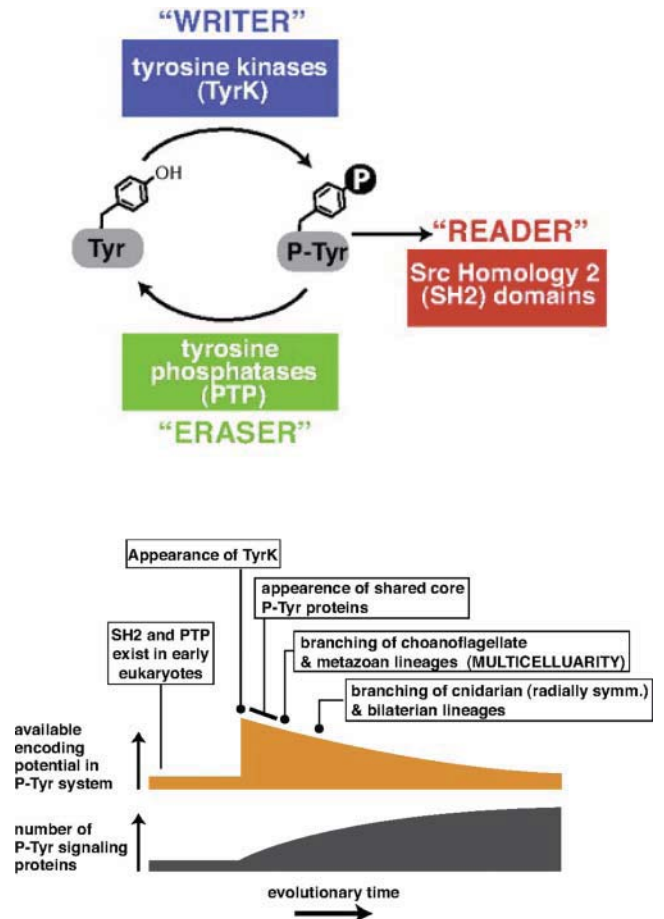 “WRITER”
tyrosine kinases
(TyrK)
OH
P
Tyr
P-Tyr
“READER”
Src Homology 2
(SH2) domains
tyrosine
phosphatases
(PTP)
“ERASER”
Appearance of TyrK
appearence of shared core
P-Tyr proteins
SH2 and PTP
exist in early
eukaryotes
branching of choanoflagellate
& metazoan lineages (MULTICELLUARITY)
branching of cnidarian (radially symm.)
& bilaterian lineages
available
encoding
potential in
P-Tyr system
number of
P-Tyr signaling
proteins
evolutionary time